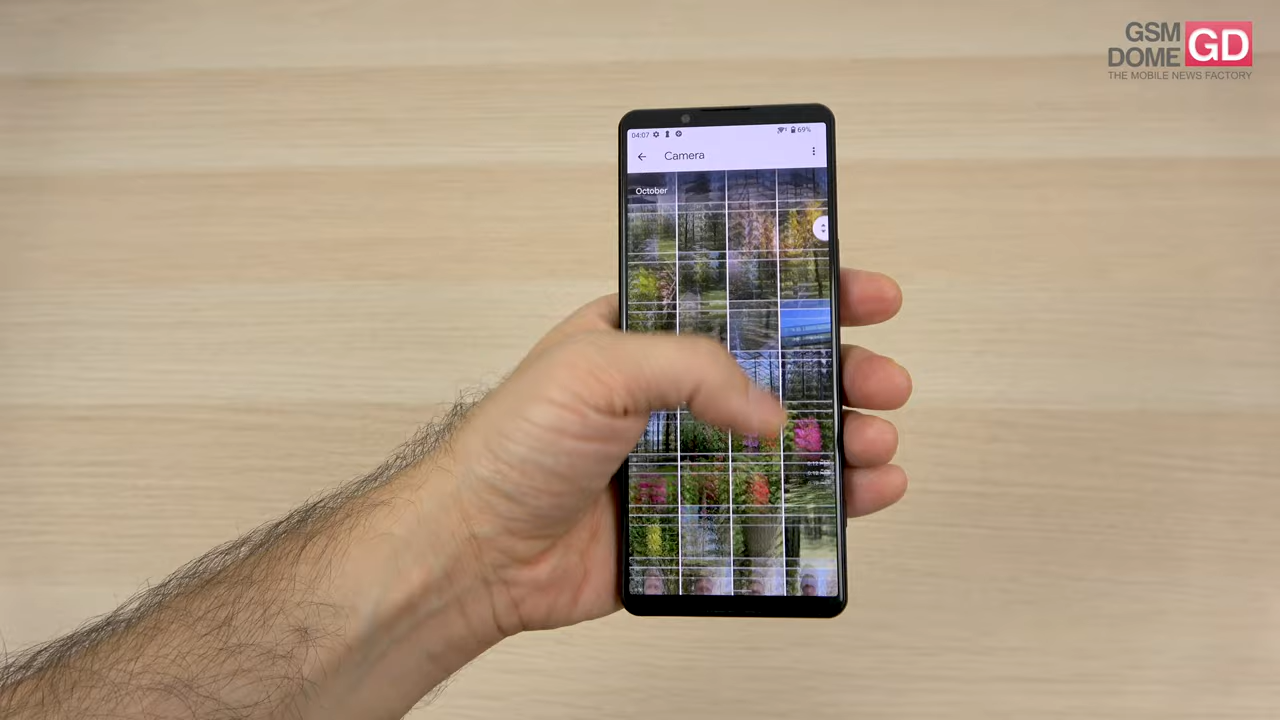 GSM
DOME GD
THE MOBILE NEWS FACTORY
04:07 69%
Camera
October